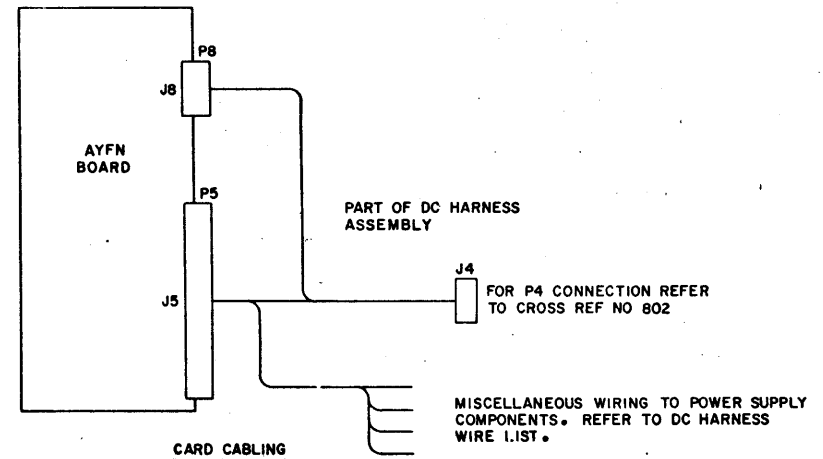 P8
J8
AYFN
BOARD
P5
PART OF DC HARNESS
ASSEMBLY
J4
J5
FOR P4 CONNECTION REFER
TO CROSS REF NO 802
MISCELLANEOUS WIRING TO POWER SUPPLY
COMPONENTS. REFER TO DC HARNESS
WIRE LIST.
CARD CABLING